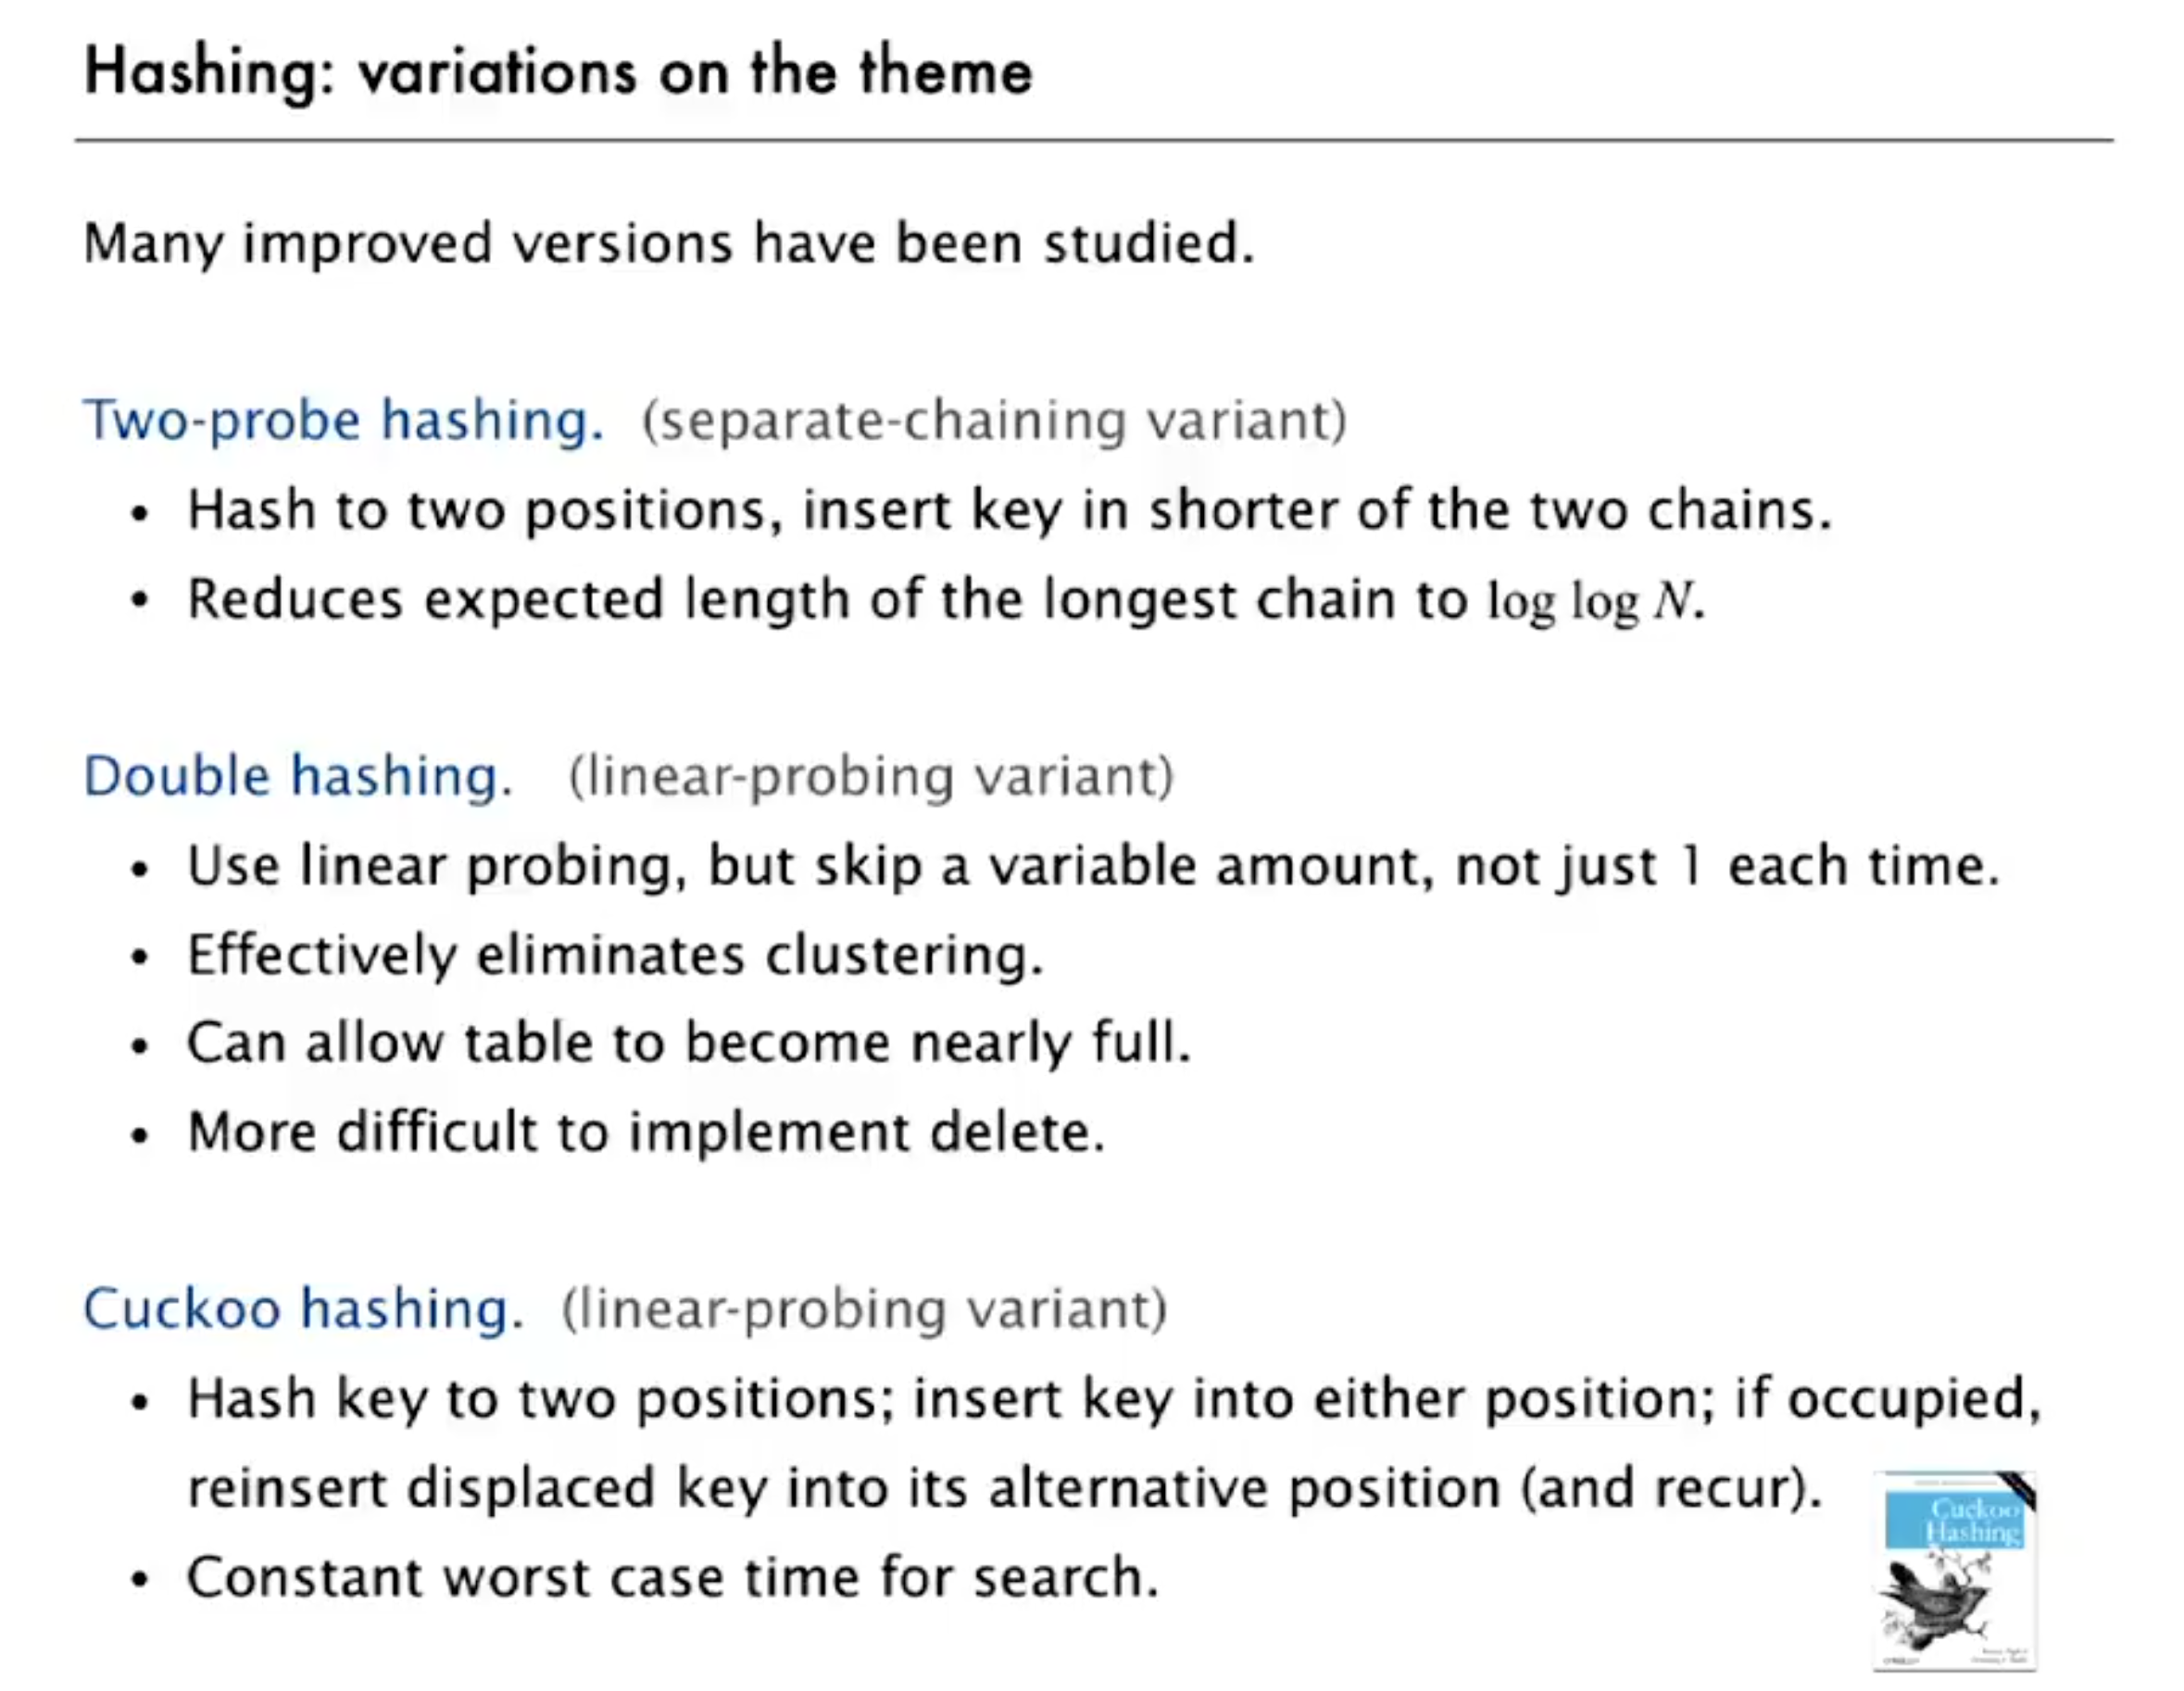 Hashing: variations on the theme
Many improved versions have been studied.
Two-probe hashing. (separate-chaining variant)
• Hash to two positions, insert key in shorter of the two chains.
• Reduces expected length of the longest chain to log log N.
Double hashing. (linear-probing variant)
• Use linear probing, but skip a variable amount, not just 1 each time.
• Effectively eliminates clustering.
• Can allow table to become nearly full.
• More difficult to implement delete.
Cuckoo hashing. (linear-probing variant)
• Hash key to two positions; insert key into either position; if occupied,
reinsert displaced key into its alternative position (and recur).
• Constant worst case time for search.
Cuckoo
Hashing